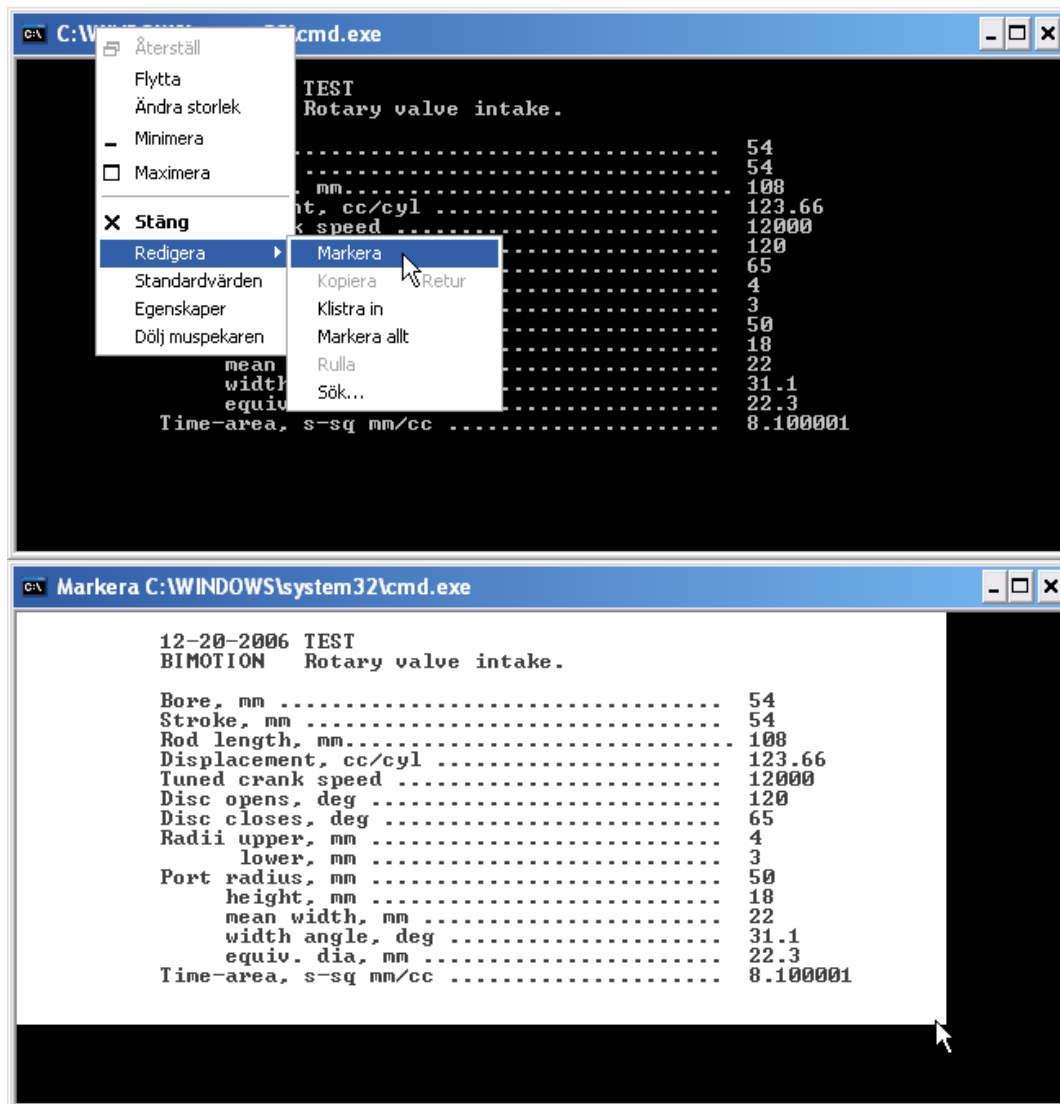 C:\W cmd.exe
Återställ
Flytta
Ändra storlek
Minimera
Maximera
Stäng
Redigera
Standardvärden
Egenskaper
Dölj muspekaren
Markera
Kopiera Retur
Klistra in
Markera allt
Rulla
Sök...
TEST
Rotary valve intake.
................................ 54
................................ 54
mm.............................. 108
cc/cyl ...................... 123.66
speed ......................... 12000
120
65
4
3
50
18
mean 22
31.1
22.3
Time-area, s-sq mm/cc ..................... 8.100001
Markera C:\WINDOWS\system32\cmd.exe
12-20-2006 TEST
BIMOTION Rotary valve intake.
Bore, mm .................................. 54
Stroke, mm ................................ 54
Rod length, mm.............................. 108
Displacement, cc/cyl ...................... 123.66
Tuned crank speed ......................... 12000
Disc opens, deg ........................... 120
Disc closes, deg .......................... 65
Radii upper, mm ........................... 4
lower, mm ........................... 3
Port radius, mm ............................ 50
height, mm ........................... 18
mean width, mm ....................... 22
width angle, deg ..................... 31.1
equiv. dia, mm ....................... 22.3
Time-area, s-sq mm/cc ..................... 8.100001